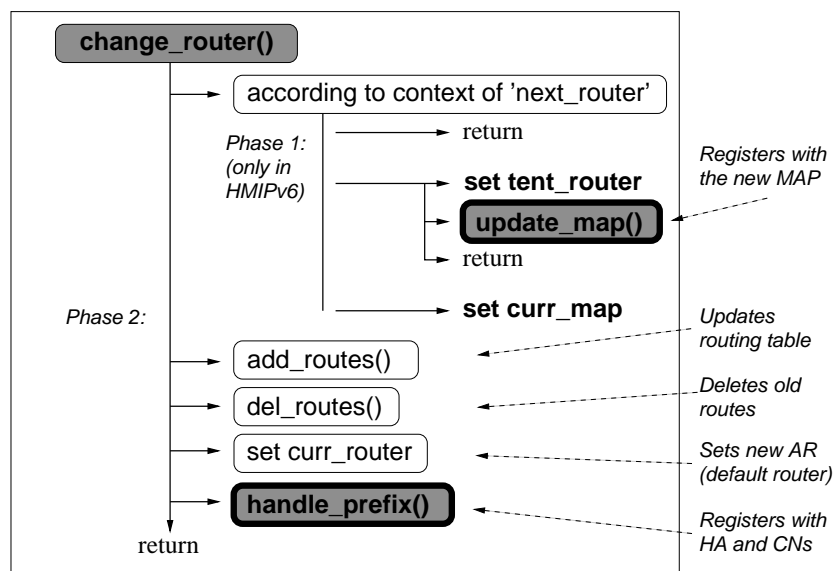 change_router()
according to context of 'next_router'
Phase 1:
(only in
HMIPv6)
return
set tent_router
update_map()
return
set curr_map
Registers with
the new MAP
Phase 2:
add_routes()
Updates
routing table
del_routes()
Deletes old
routes
set curr_router
Sets new AR
(default router)
handle_prefix()
Registers with
HA and CNs
return